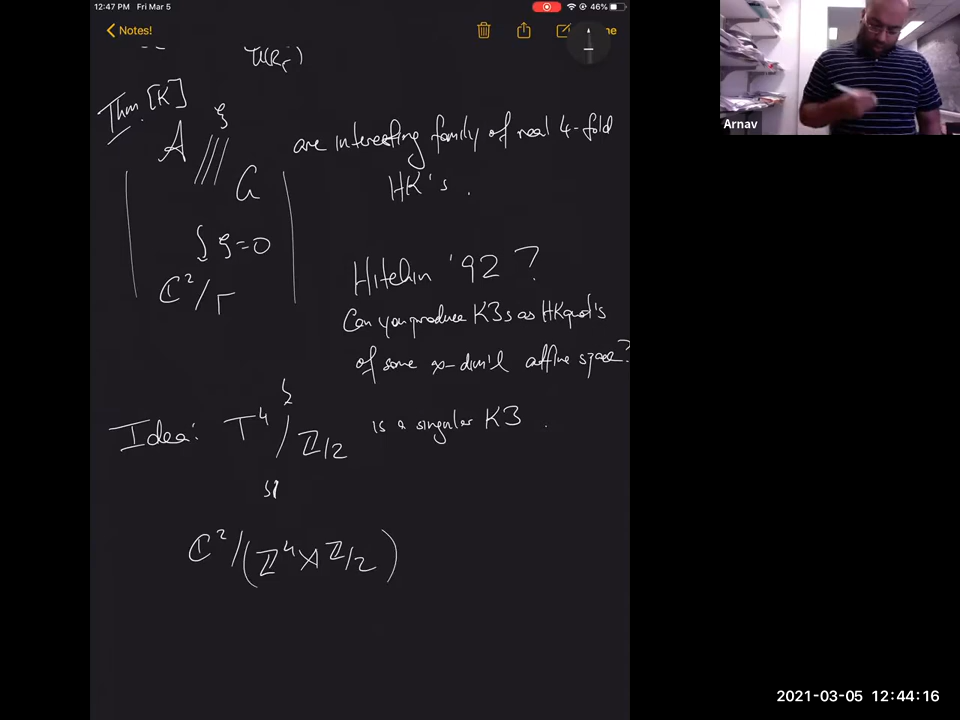 12:47 PM Fri Mar 5
46%
Notes!
Thm. [K]
A /// G
ξ
are interesting family of real 4-fold
HK's.
ξ=0
ℂ²/Γ
Hitchin '92 ?
Can you produce K3s as HK quot's
of some ∞-dim'l affine space?
Idea: T⁴/ℤ/2 is a singular K3.
ℂ²/(ℤ⁴⋊ℤ/2)
Arnav
2021-03-05 12:44:16